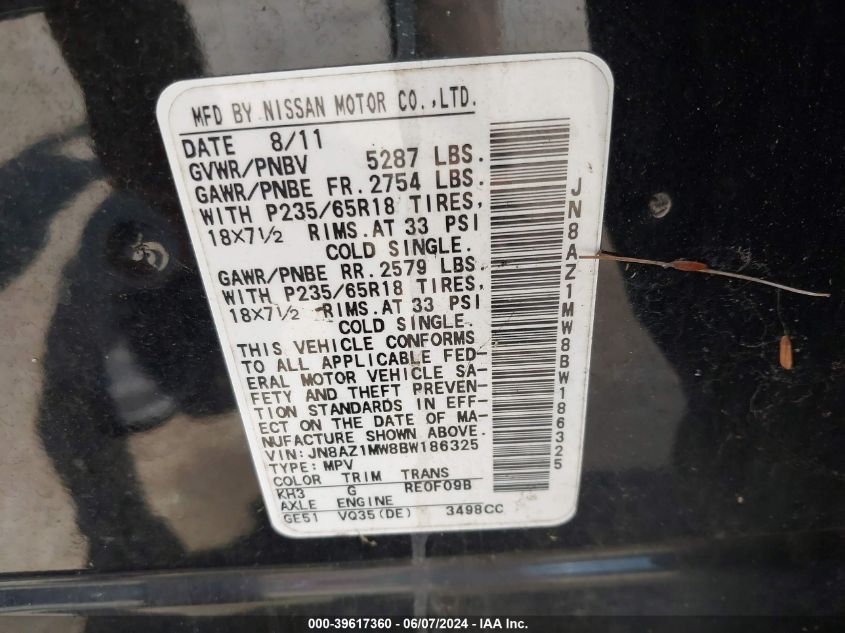 MFD BY NISSAN MOTOR CO.,LTD.
DATE 8/11
GVWR/PNBV 5287 LBS.
GAWR/PNBE FR. 2754 LBS.
WITH P235/65R18 TIRES,
18X7½ RIMS.AT 33 PSI
COLD SINGLE.
GAWR/PNBE RR. 2579 LBS.
WITH P235/65R18 TIRES,
18X7½ RIMS.AT 33 PSI
COLD SINGLE.
THIS VEHICLE CONFORMS
TO ALL APPLICABLE FED-
ERAL MOTOR VEHICLE SA-
FETY AND THEFT PREVEN-
TION STANDARDS IN EFF-
ECT ON THE DATE OF MA-
NUFACTURE SHOWN ABOVE.
VIN: JN8AZ1MW8BW186325
TYPE: MPV
COLOR TRIM TRANS
KH3 G RE0F09B
AXLE ENGINE
GE51 VQ35(DE) 3498CC
JN8AZ1MW8BW186325
000-39617360 - 06/07/2024 - IAA Inc.